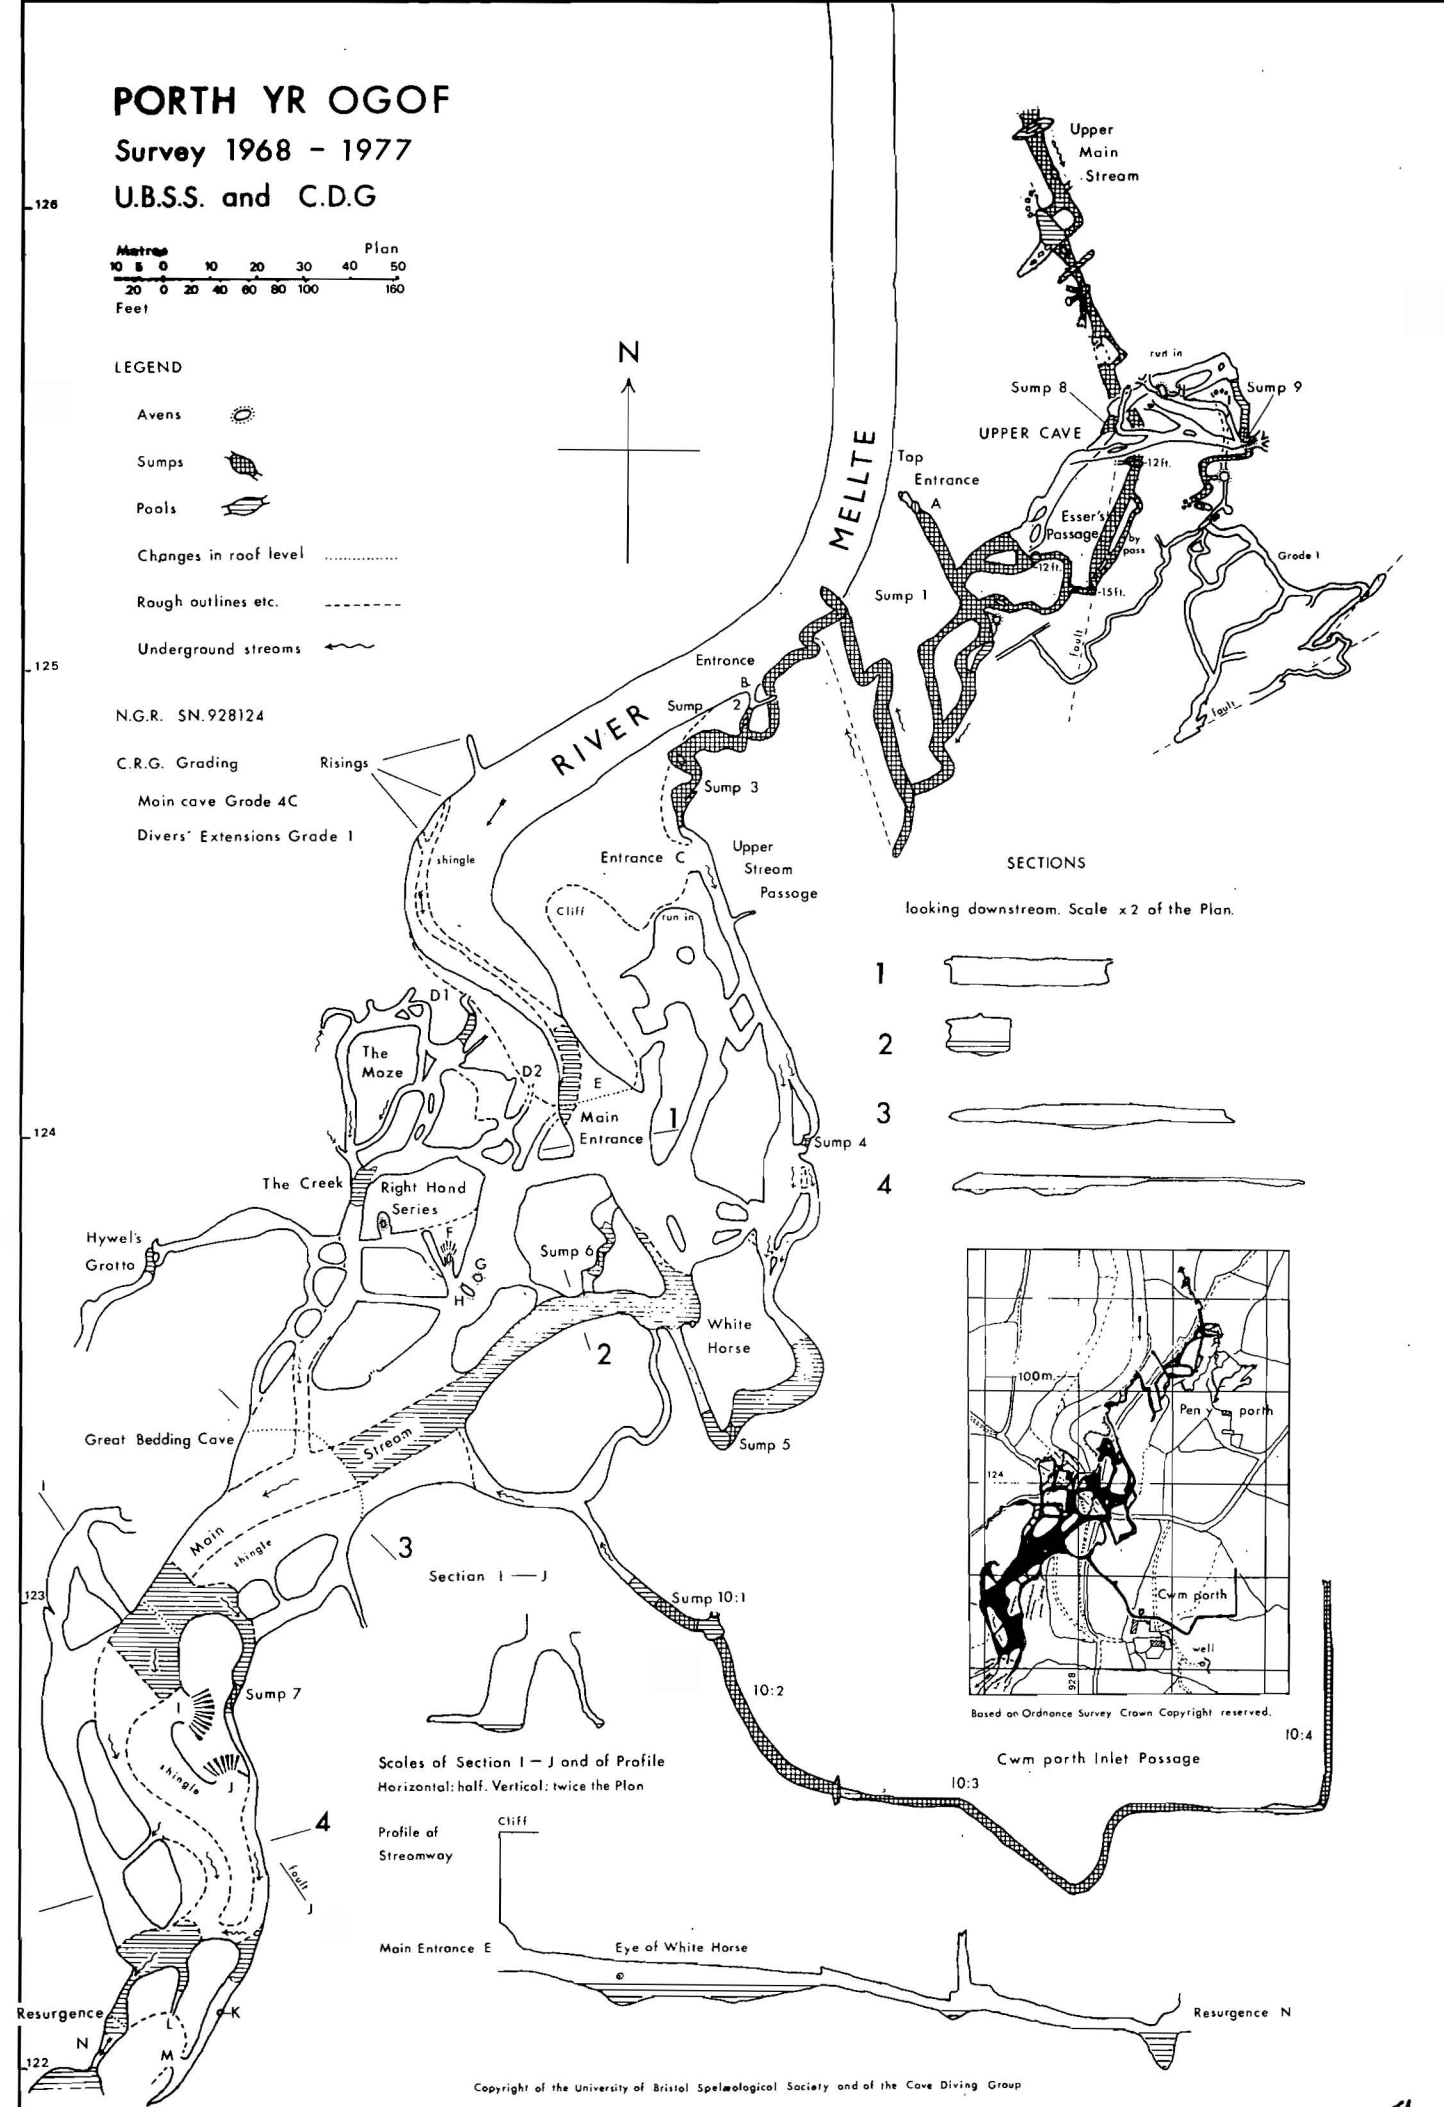 PORTH YR OGOF
Survey 1968 - 1977
U.B.S.S. and C.D.G
Metres
Plan
10 5 0 10 20 30 40 50
20 0 20 40 60 80 100 160
Feet
LEGEND
Avens
Sumps
Pools
Changes in roof level
Rough outlines etc.
Underground streams
N.G.R. SN.928124
C.R.G. Grading
Main cave Grade 4C
Divers' Extensions Grade 1
126
125
124
123
122
N
RIVER MELLTE
Upper
Main
Stream
run in
Sump 8
Sump 9
UPPER CAVE
-12ft.
Top
Entrance
A
Esser's
Passage
by
pass
-12ft.
-15ft.
Grade 1
Sump 1
fault
fault
Entrance
B
Sump 2
Risings
Sump 3
shingle
Entrance C
Upper
Stream
Passage
Cliff
run in
SECTIONS
looking downstream. Scale x 2 of the Plan.
1
2
3
4
D1
The
Maze
D2
E
Main
Entrance
1
Sump 4
The Creek
Right Hand
Series
F
G
H
Hywel's
Grotto
Sump 6
White
Horse
2
Great Bedding Cave
Stream
Sump 5
Main
shingle
3
I
Section I — J
Sump 10:1
10:2
10:3
10:4
Sump 7
I
J
shingle
4
fault
J
100m
Pen y porth
124
Cwm porth
well
928
Based on Ordnance Survey Crown Copyright reserved.
Cwm porth Inlet Passage
Scales of Section I — J and of Profile
Horizontal: half. Vertical: twice the Plan
Profile of
Streamway
Cliff
Main Entrance E
Eye of White Horse
Resurgence N
Resurgence
N
L
K
M
Copyright of the University of Bristol Spelæological Society and of the Cave Diving Group